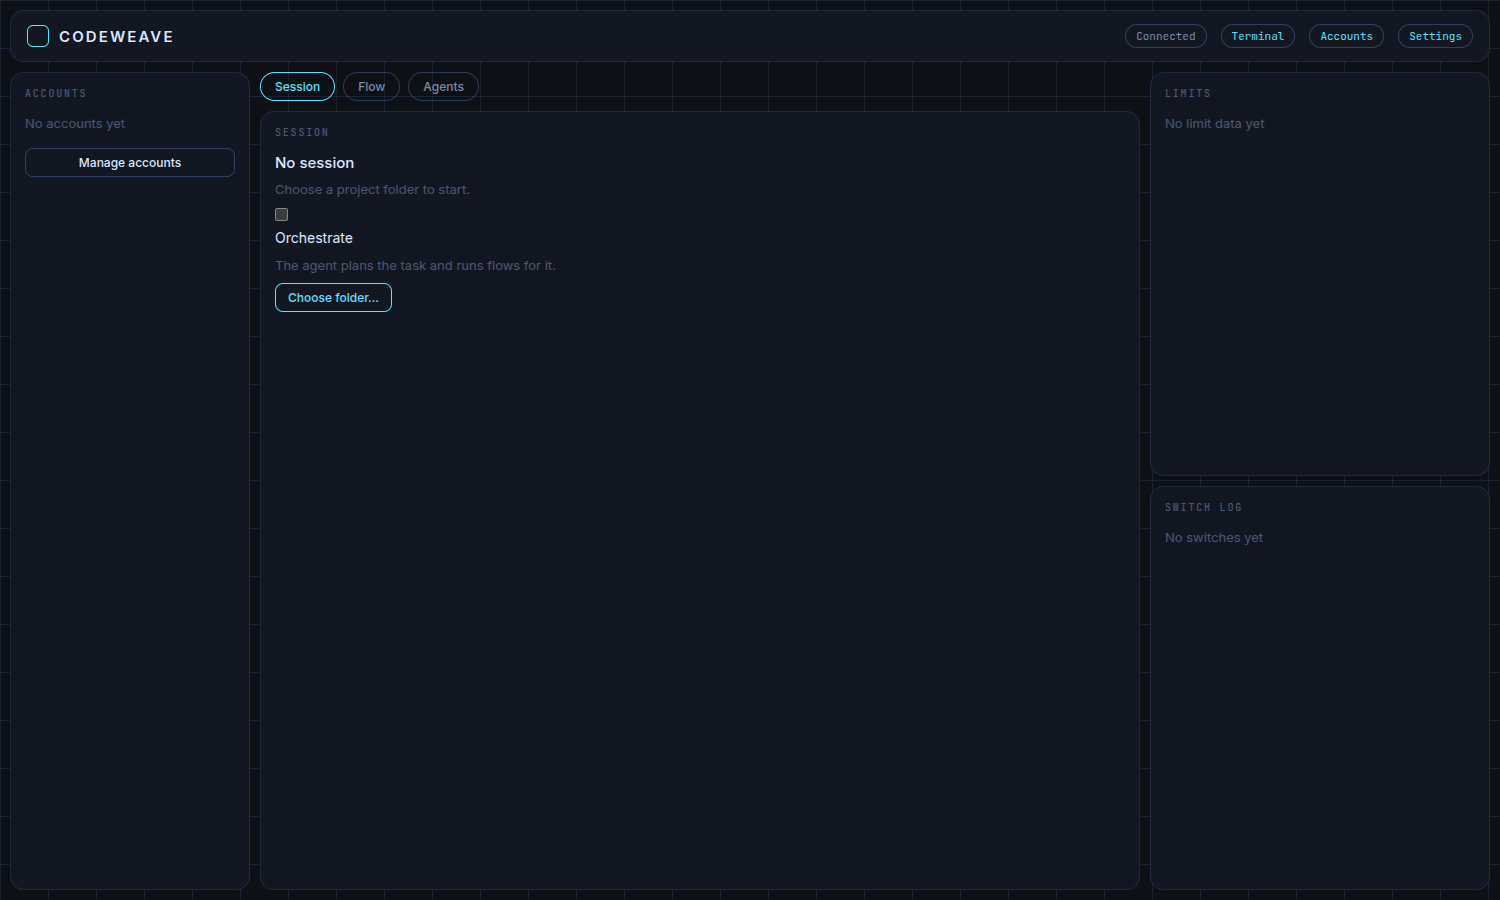 CODEWEAVE
Connected
Terminal
Accounts
Settings
ACCOUNTS
No accounts yet
Manage accounts
Session
Flow
Agents
SESSION
No session
Choose a project folder to start.
Orchestrate
The agent plans the task and runs flows for it.
Choose folder...
LIMITS
No limit data yet
SWITCH LOG
No switches yet